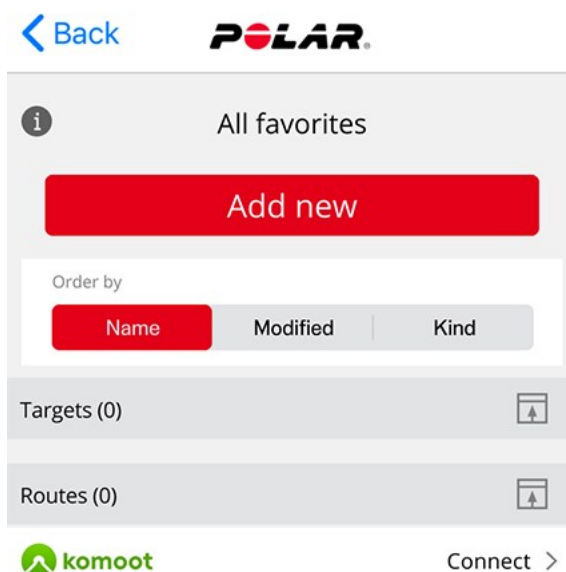 Back
POLAR®
i
All favorites
Add new
Order by
Name Modified Kind
Targets (0)
Routes (0)
komoot Connect